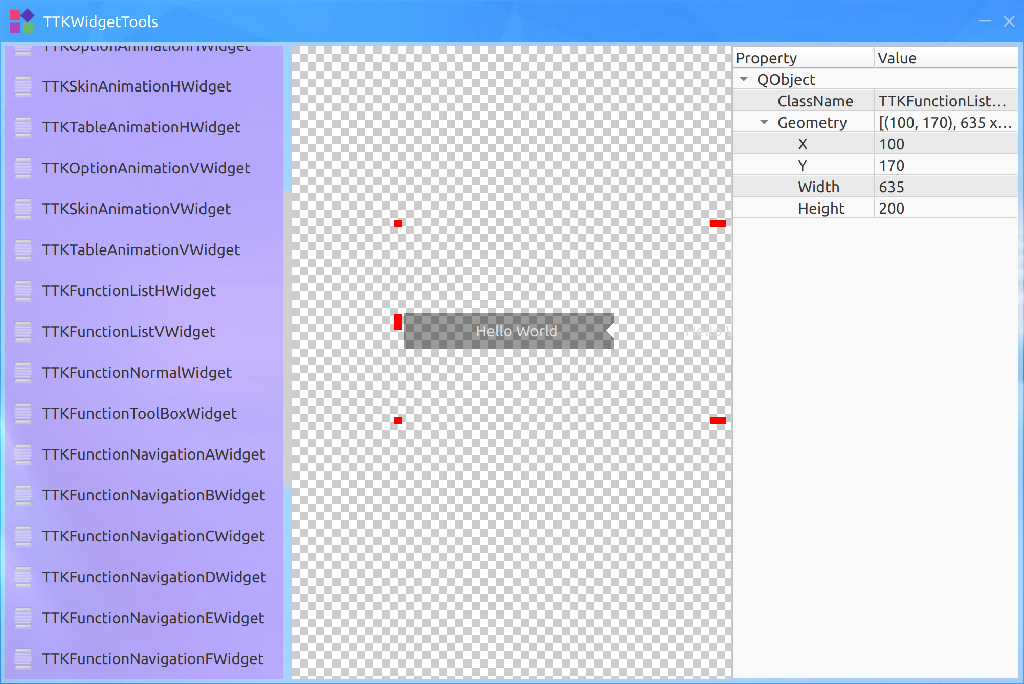 TTKWidgetTools
TTKOptionAnimationHWidget
TTKSkinAnimationHWidget
TTKTableAnimationHWidget
TTKOptionAnimationVWidget
TTKSkinAnimationVWidget
TTKTableAnimationVWidget
TTKFunctionListHWidget
TTKFunctionListVWidget
TTKFunctionNormalWidget
TTKFunctionToolBoxWidget
TTKFunctionNavigationAWidget
TTKFunctionNavigationBWidget
TTKFunctionNavigationCWidget
TTKFunctionNavigationDWidget
TTKFunctionNavigationEWidget
TTKFunctionNavigationFWidget
Hello World
Property Value
QObject
ClassName TTKFunctionList...
Geometry [(100, 170), 635 x...
X 100
Y 170
Width 635
Height 200